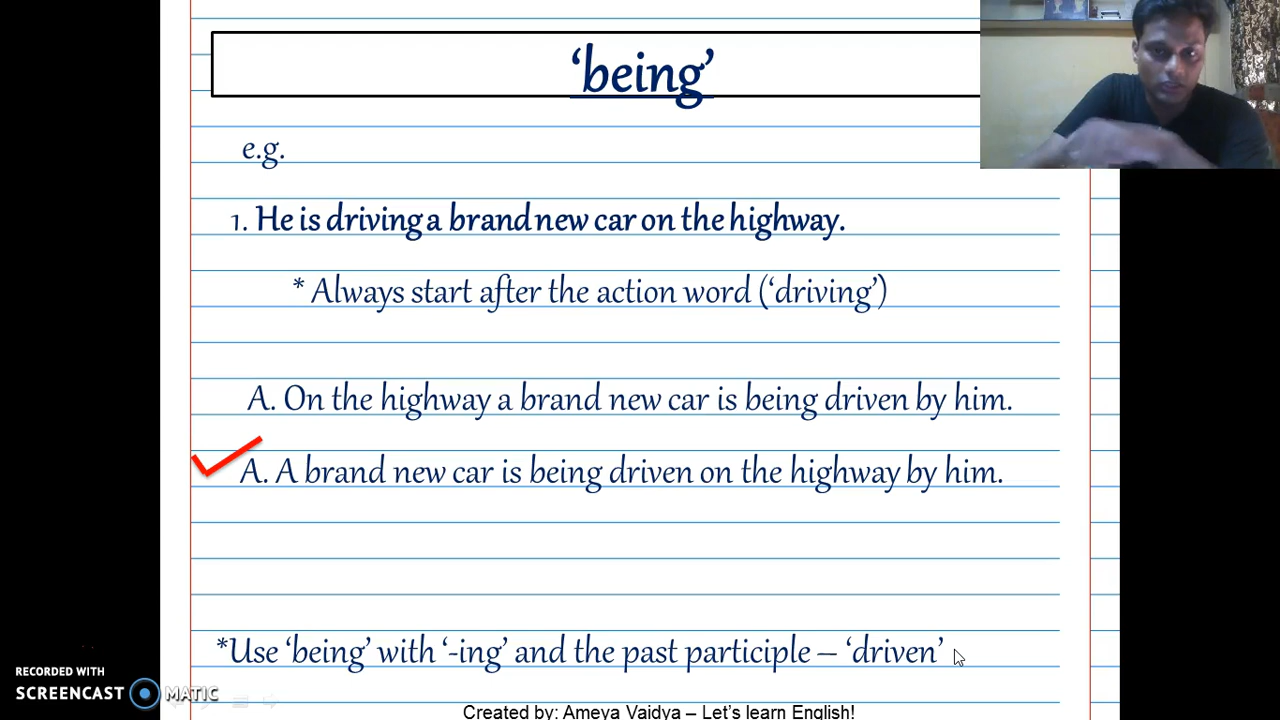 ‘being’
e.g.
1. He is driving a brand new car on the highway.
* Always start after the action word (‘driving’)
A. On the highway a brand new car is being driven by him.
A. A brand new car is being driven on the highway by him.
*Use ‘being’ with ‘-ing’ and the past participle – ‘driven’
RECORDED WITH
SCREENCAST MATIC
Created by: Ameya Vaidya – Let’s learn English!